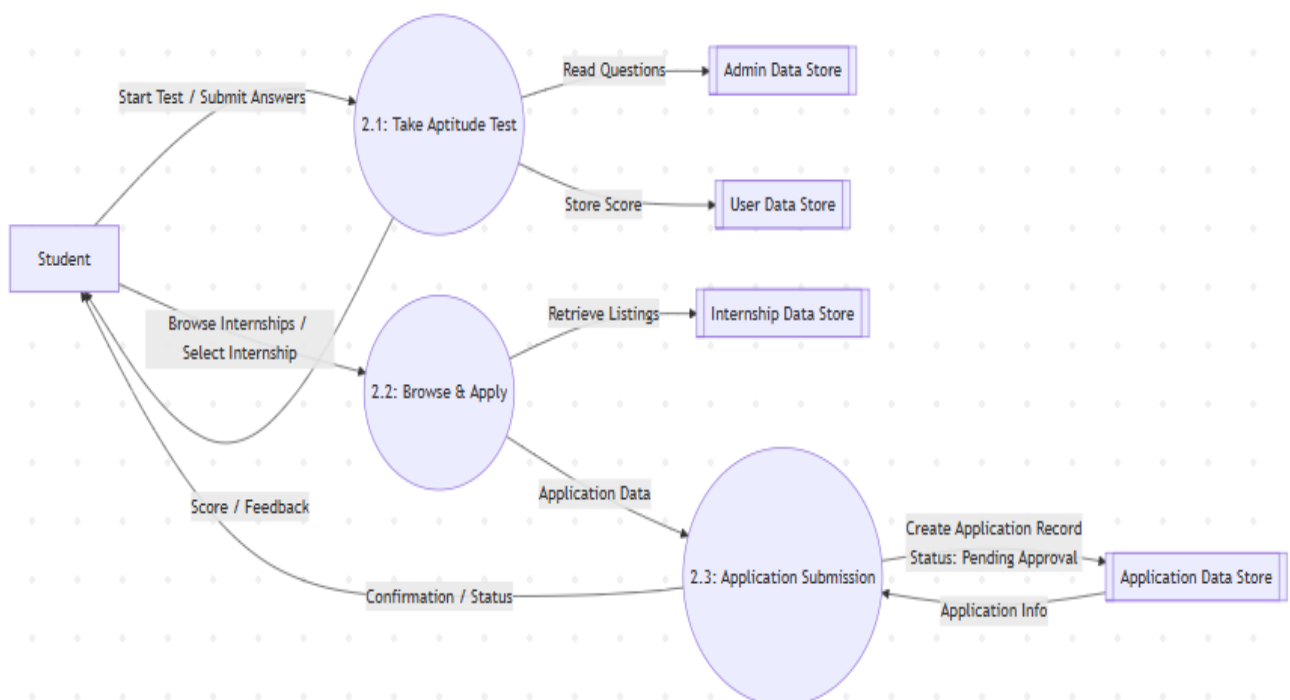 Read Questions
Admin Data Store
Start Test / Submit Answers
2.1: Take Aptitude Test
Store Score
User Data Store
Student
Browse Internships /
Select Internship
Retrieve Listings
Internship Data Store
2.2: Browse & Apply
Application Data
Score / Feedback
Create Application Record
Status: Pending Approval
2.3: Application Submission
Application Data Store
Confirmation / Status
Application Info